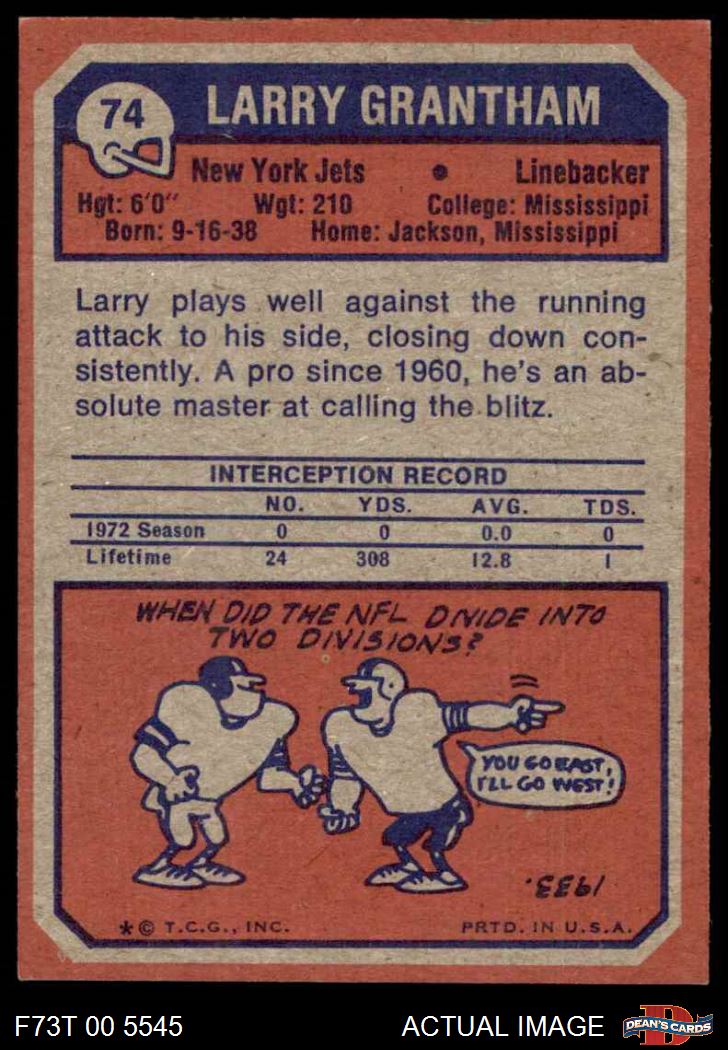 74
LARRY GRANTHAM
New York Jets • Linebacker
Hgt: 6'0" Wgt: 210 College: Mississippi
Born: 9-16-38 Home: Jackson, Mississippi
Larry plays well against the running
attack to his side, closing down con-
sistently. A pro since 1960, he's an ab-
solute master at calling the blitz.
INTERCEPTION RECORD
NO. YDS. AVG. TDS.
1972 Season 0 0 0.0 0
Lifetime 24 308 12.8 1
WHEN DID THE NFL DIVIDE INTO
TWO DIVISIONS?
YOU GO EAST,
I'LL GO WEST!
1933.
* © T.C.G., INC. PRTD. IN U.S.A.
F73T 00 5545 ACTUAL IMAGE
D
DEAN'S CARDS